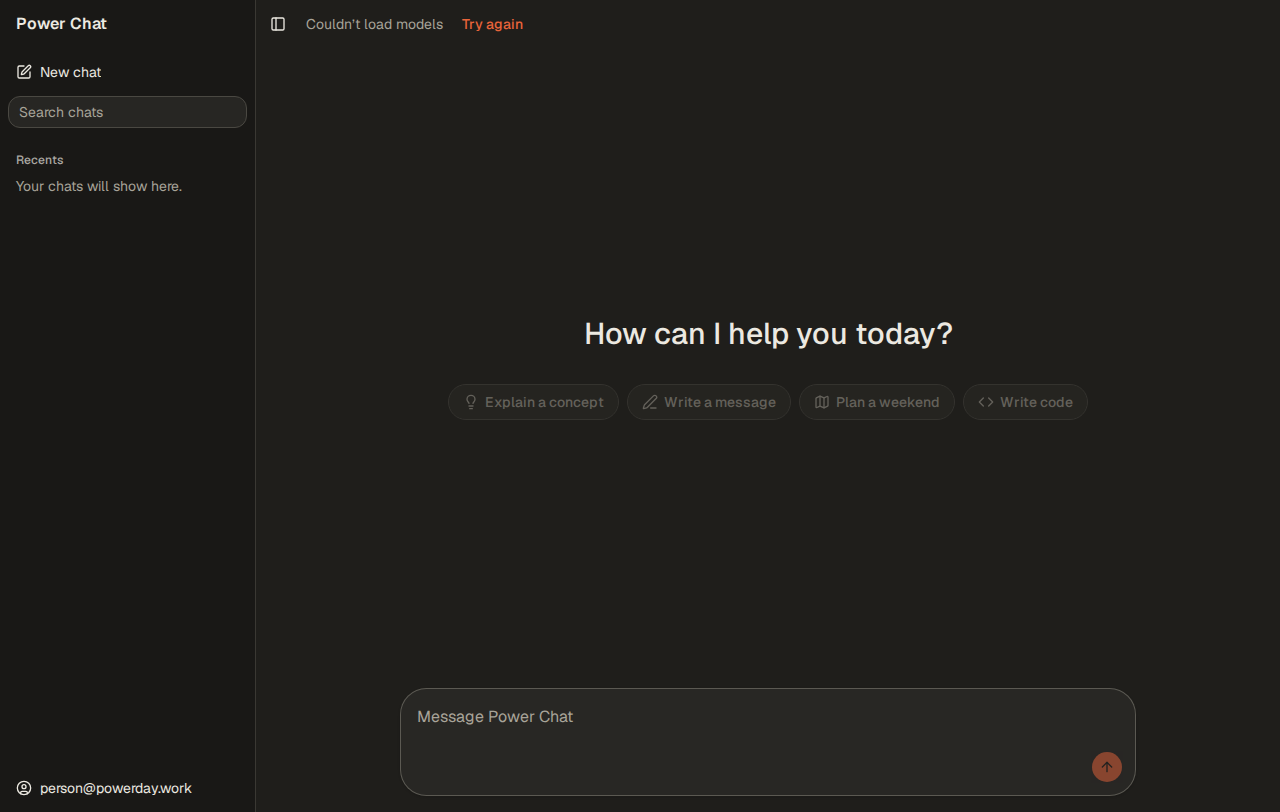 Power Chat
New chat
Search chats
Recents
Your chats will show here.
person@powerday.work
Couldn’t load models
Try again
How can I help you today?
Explain a concept
Write a message
Plan a weekend
Write code
Message Power Chat